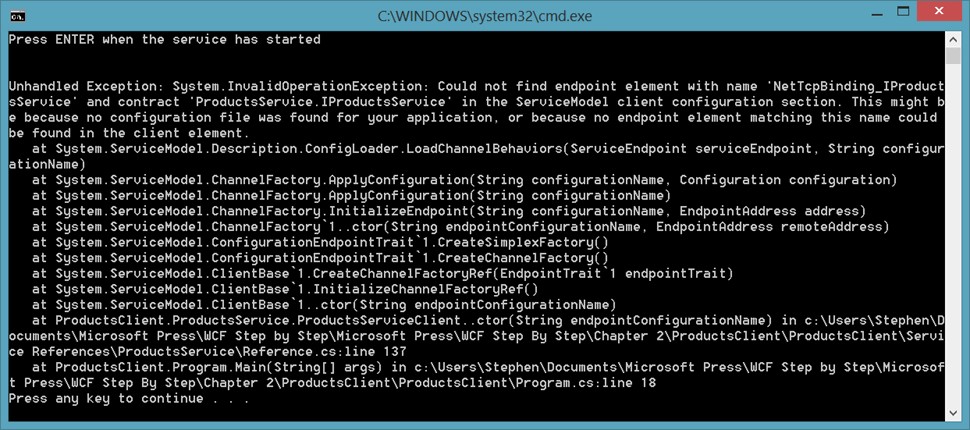 C:\WINDOWS\system32\cmd.exe
Press ENTER when the service has started
Unhandled Exception: System.InvalidOperationException: Could not find endpoint element with name 'NetTcpBinding_IProduct
sService' and contract 'ProductsService.IProductsService' in the ServiceModel client configuration section. This might b
e because no configuration file was found for your application, or because no endpoint element matching this name could
be found in the client element.
   at System.ServiceModel.Description.ConfigLoader.LoadChannelBehaviors(ServiceEndpoint serviceEndpoint, String configur
ationName)
   at System.ServiceModel.ChannelFactory.ApplyConfiguration(String configurationName, Configuration configuration)
   at System.ServiceModel.ChannelFactory.ApplyConfiguration(String configurationName)
   at System.ServiceModel.ChannelFactory.InitializeEndpoint(String configurationName, EndpointAddress address)
   at System.ServiceModel.ChannelFactory`1..ctor(String endpointConfigurationName, EndpointAddress remoteAddress)
   at System.ServiceModel.ConfigurationEndpointTrait`1.CreateSimplexFactory()
   at System.ServiceModel.ConfigurationEndpointTrait`1.CreateChannelFactory()
   at System.ServiceModel.ClientBase`1.CreateChannelFactoryRef(EndpointTrait`1 endpointTrait)
   at System.ServiceModel.ClientBase`1.InitializeChannelFactoryRef()
   at System.ServiceModel.ClientBase`1..ctor(String endpointConfigurationName)
   at ProductsClient.ProductsService.ProductsServiceClient..ctor(String endpointConfigurationName) in c:\Users\Stephen\D
ocuments\Microsoft Press\WCF Step by Step\Microsoft Press\WCF Step By Step\Chapter 2\ProductsClient\ProductsClient\Servi
ce References\ProductsService\Reference.cs:line 137
   at ProductsClient.Program.Main(String[] args) in c:\Users\Stephen\Documents\Microsoft Press\WCF Step by Step\Microsof
t Press\WCF Step By Step\Chapter 2\ProductsClient\ProductsClient\Program.cs:line 18
Press any key to continue . . .